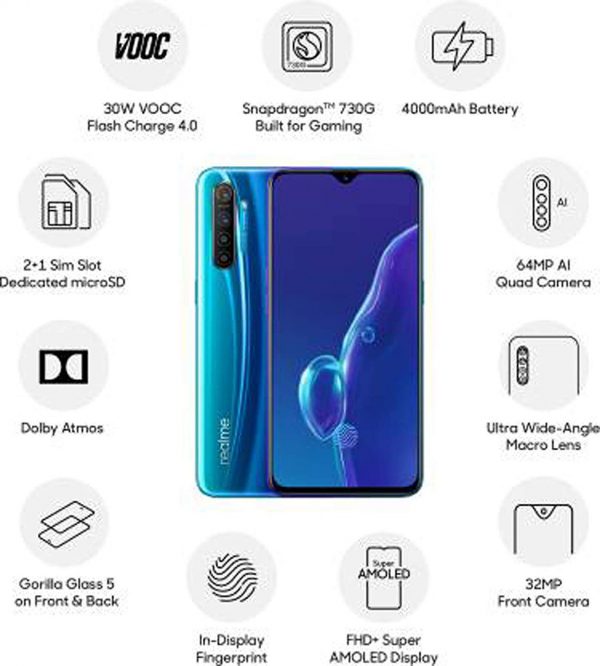 VOOC
30W VOOC
Flash Charge 4.0
730G
Snapdragon™ 730G
Built for Gaming
4000mAh Battery
2+1 Sim Slot
Dedicated microSD
AI
64MP AI
Quad Camera
Dolby Atmos
realme
Ultra Wide-Angle
Macro Lens
Gorilla Glass 5
on Front & Back
In-Display
Fingerprint
Super
AMOLED
FHD+ Super
AMOLED Display
32MP
Front Camera